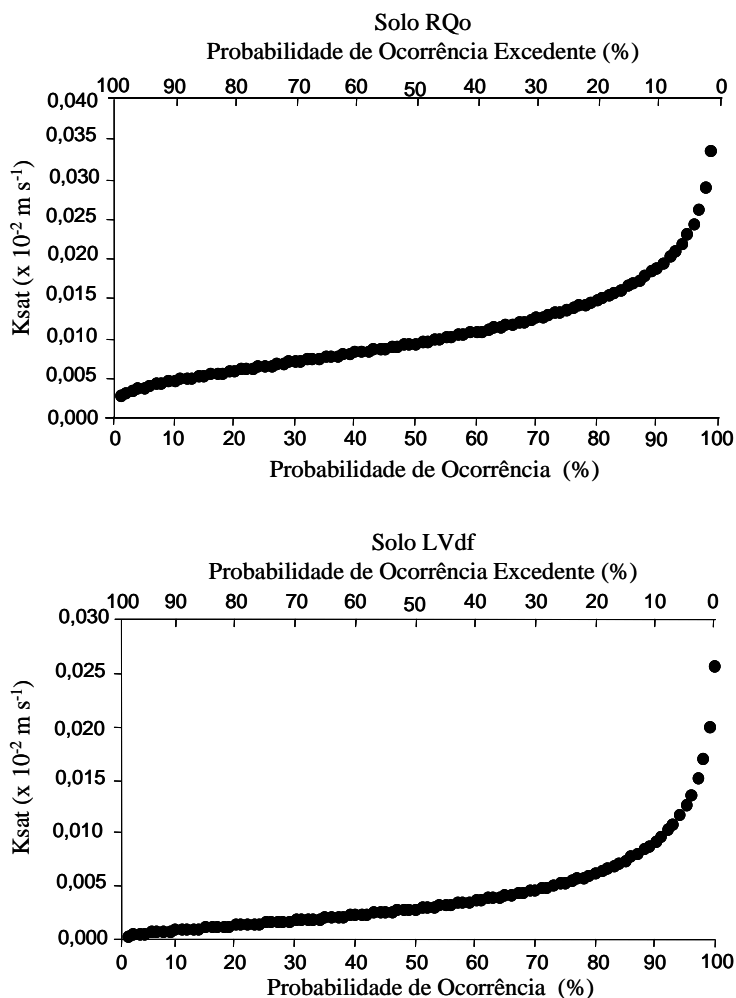 Solo RQo
Probabilidade de Ocorrência Excedente (%)
100 90 80 70 60 50 40 30 20 10 0
0,040
0,035
0,030
0,025
0,020
0,015
0,010
0,005
0,000
Ksat (x 10⁻² m s⁻¹)
0 10 20 30 40 50 60 70 80 90 100
Probabilidade de Ocorrência (%)
Solo LVdf
Probabilidade de Ocorrência Excedente (%)
100 90 80 70 60 50 40 30 20 10 0
0,030
0,025
0,020
0,015
0,010
0,005
0,000
Ksat (x 10⁻² m s⁻¹)
0 10 20 30 40 50 60 70 80 90 100
Probabilidade de Ocorrência (%)